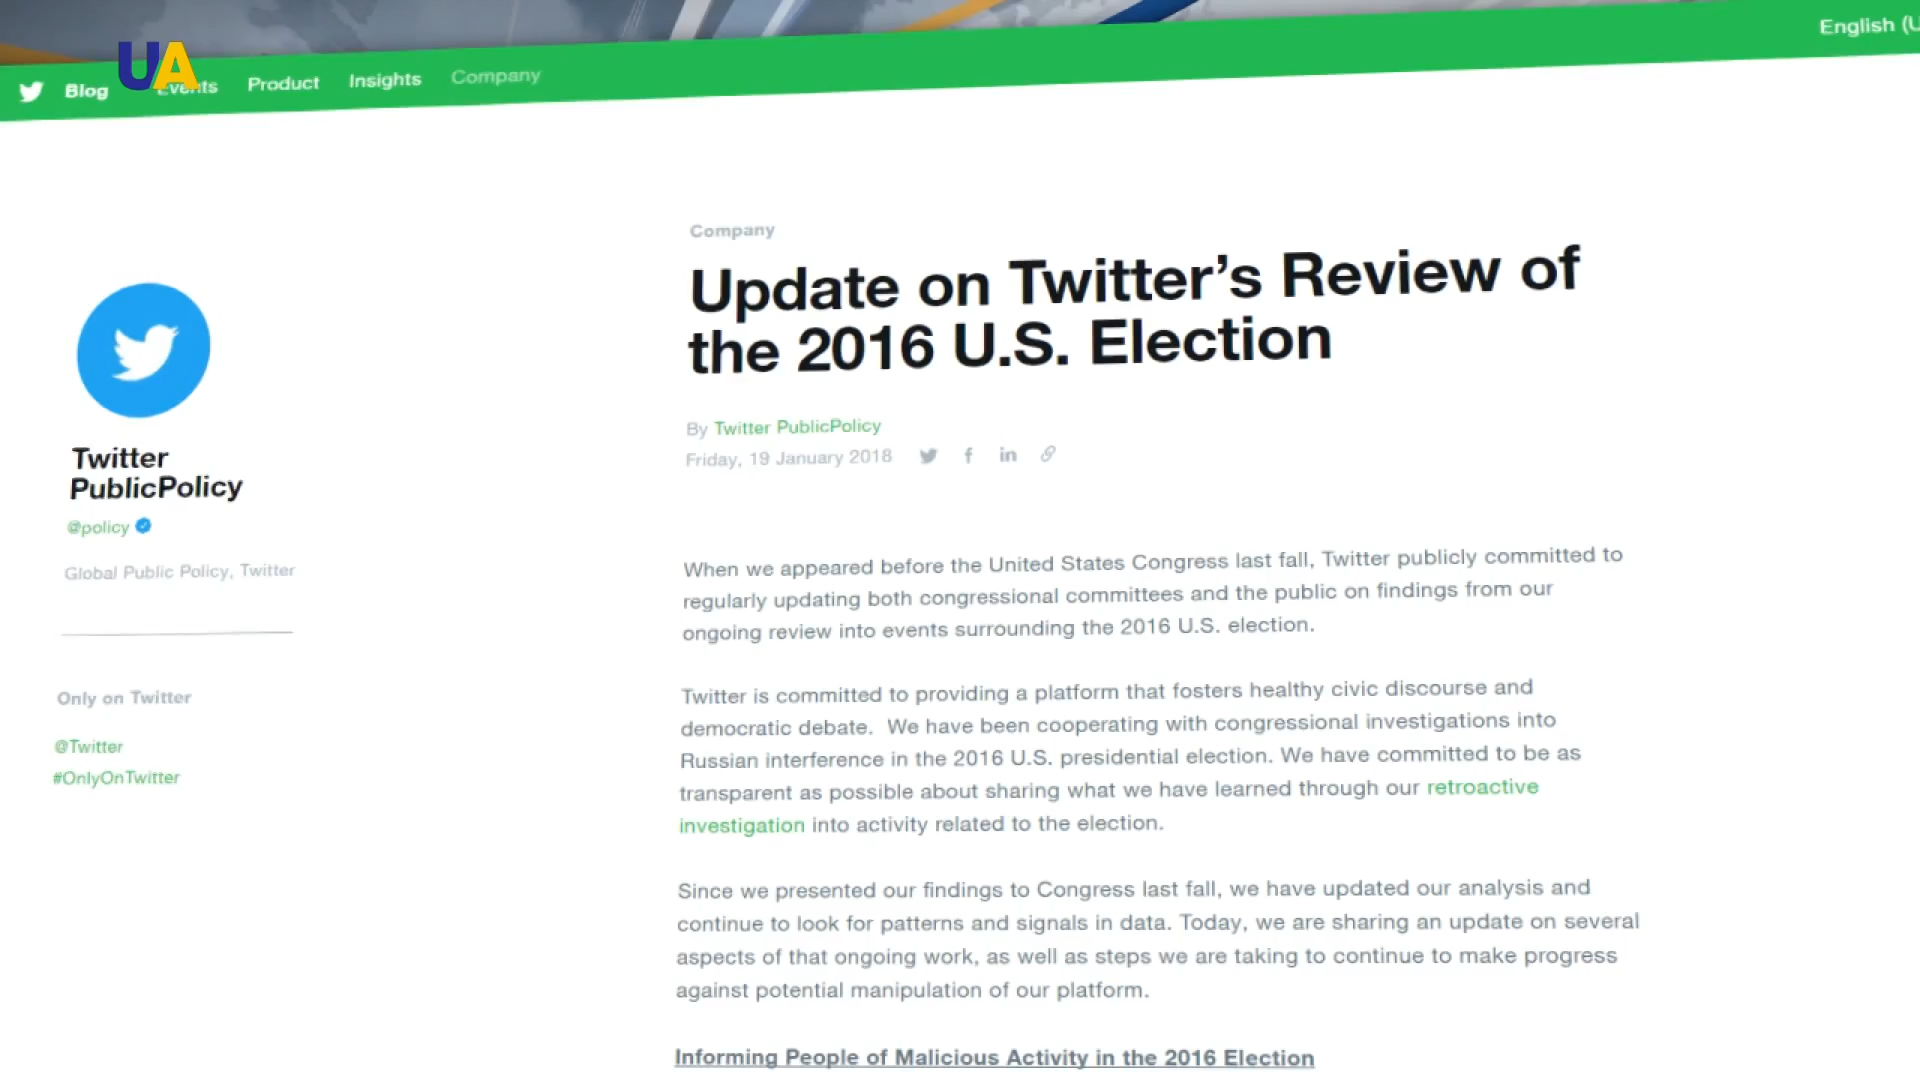 UA
Blog
Events
Product
Insights
Company
Company
Update on Twitter's Review of
the 2016 U.S. Election
By Twitter PublicPolicy
Friday, 19 January 2018
Twitter
PublicPolicy
@policy
Global Public Policy, Twitter
Only on Twitter
@Twitter
#OnlyOnTwitter
When we appeared before the United States Congress last fall, Twitter publicly committed to
regularly updating both congressional committees and the public on findings from our
ongoing review into events surrounding the 2016 U.S. election.
Twitter is committed to providing a platform that fosters healthy civic discourse and
democratic debate.  We have been cooperating with congressional investigations into
Russian interference in the 2016 U.S. presidential election. We have committed to be as
transparent as possible about sharing what we have learned through our retroactive
investigation into activity related to the election.
Since we presented our findings to Congress last fall, we have updated our analysis and
continue to look for patterns and signals in data. Today, we are sharing an update on several
aspects of that ongoing work, as well as steps we are taking to continue to make progress
against potential manipulation of our platform.
Informing People of Malicious Activity in the 2016 Election
English (U